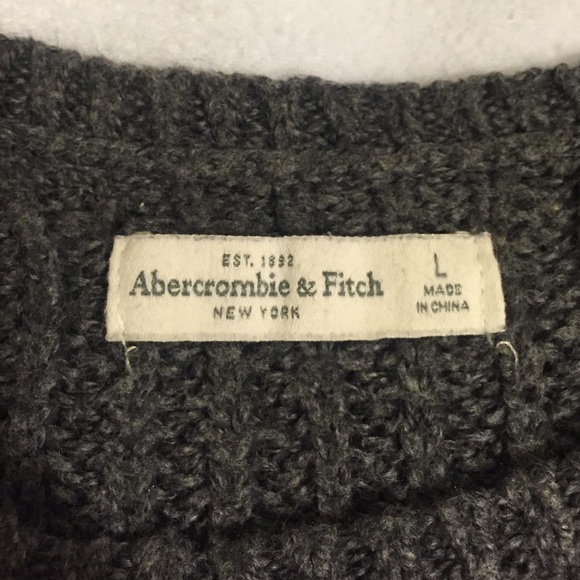 EST. 1892
Abercrombie & Fitch
NEW YORK
L
MADE
IN CHINA